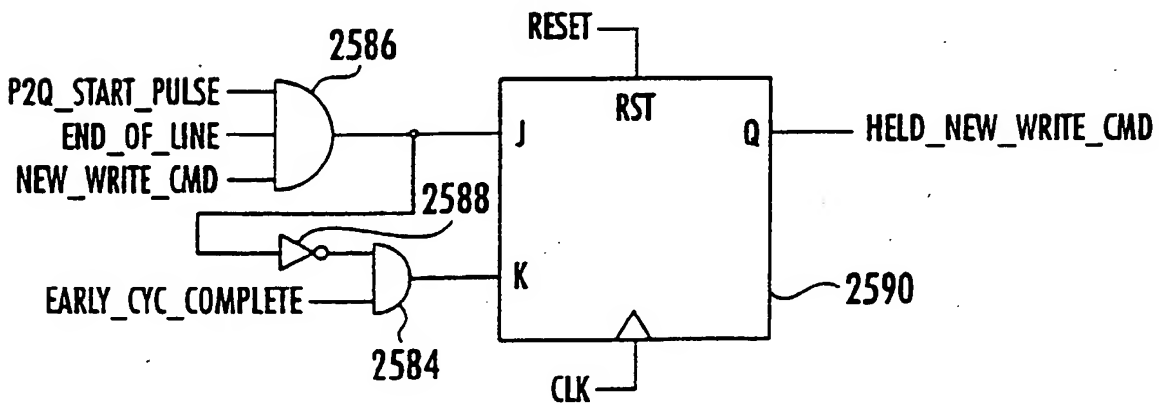 RESET
2586
P2Q_START_PULSE
END_OF_LINE
NEW_WRITE_CMD
RST
J
Q
HELD_NEW_WRITE_CMD
2588
K
EARLY_CYC_COMPLETE
2590
2584
CLK